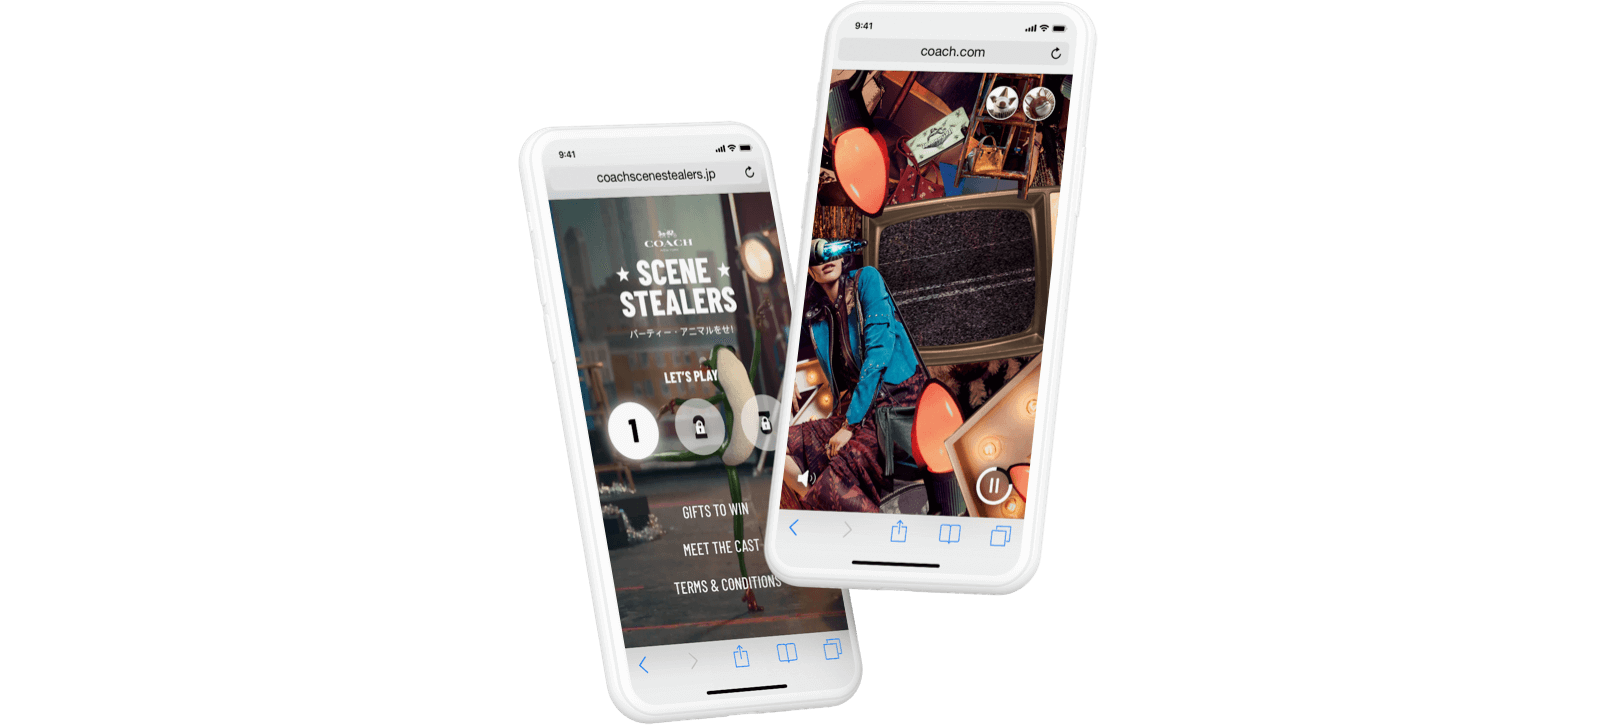 9:41
coachscenestealers.jp
COACH
SCENE
STEALERS
パーティー・アニマルをせ!
LET'S PLAY
1
GIFTS TO WIN
MEET THE CAST
TERMS & CONDITIONS
9:41
coach.com